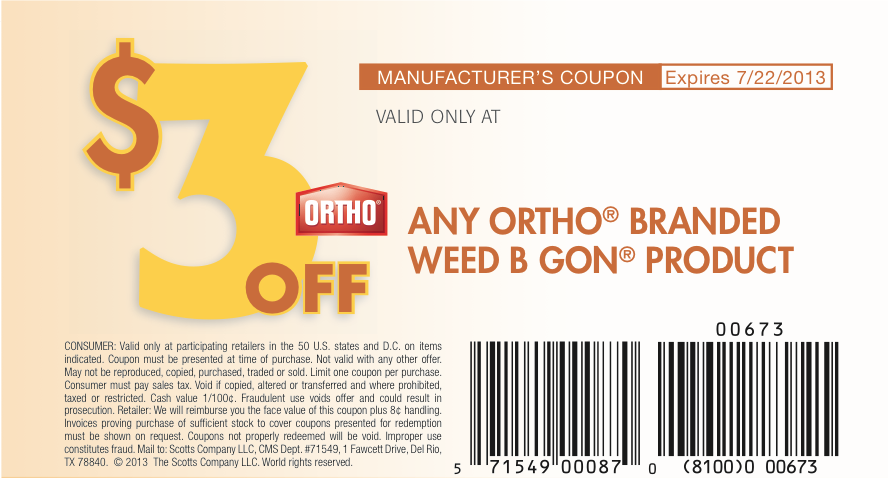 $3 OFF
MANUFACTURER'S COUPON Expires 7/22/2013
VALID ONLY AT
ORTHO®
ANY ORTHO® BRANDED
WEED B GON® PRODUCT
CONSUMER: Valid only at participating retailers in the 50 U.S. states and D.C. on items
indicated. Coupon must be presented at time of purchase. Not valid with any other offer.
May not be reproduced, copied, purchased, traded or sold. Limit one coupon per purchase.
Consumer must pay sales tax. Void if copied, altered or transferred and where prohibited,
taxed or restricted. Cash value 1/100¢. Fraudulent use voids offer and could result in
prosecution. Retailer: We will reimburse you the face value of this coupon plus 8¢ handling.
Invoices proving purchase of sufficient stock to cover coupons presented for redemption
must be shown on request. Coupons not properly redeemed will be void. Improper use
constitutes fraud. Mail to: Scotts Company LLC, CMS Dept. #71549, 1 Fawcett Drive, Del Rio,
TX 78840. © 2013 The Scotts Company LLC. World rights reserved.
00673
5 71549 00087 0 (8100)0 00673